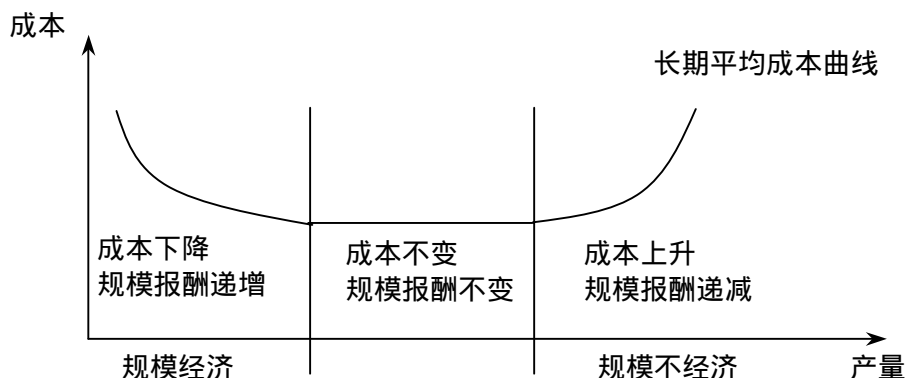 成本
长期平均成本曲线
成本下降
规模报酬递增
成本不变
规模报酬不变
成本上升
规模报酬递减
规模经济
规模不经济
产量